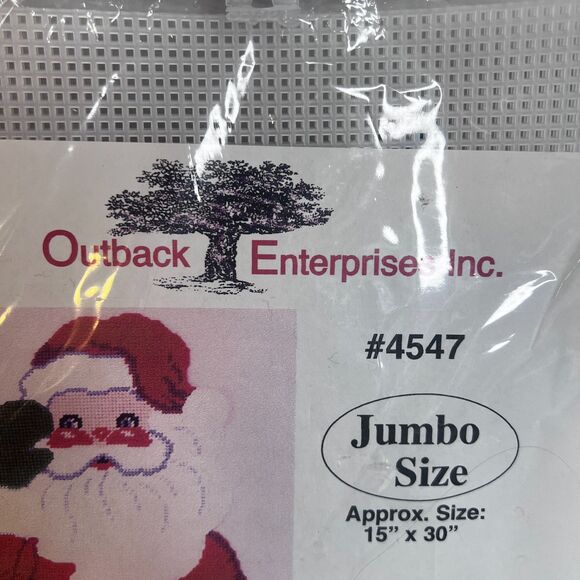 Outback Enterprises Inc.
#4547
Jumbo
Size
Approx. Size:
15” x 30”